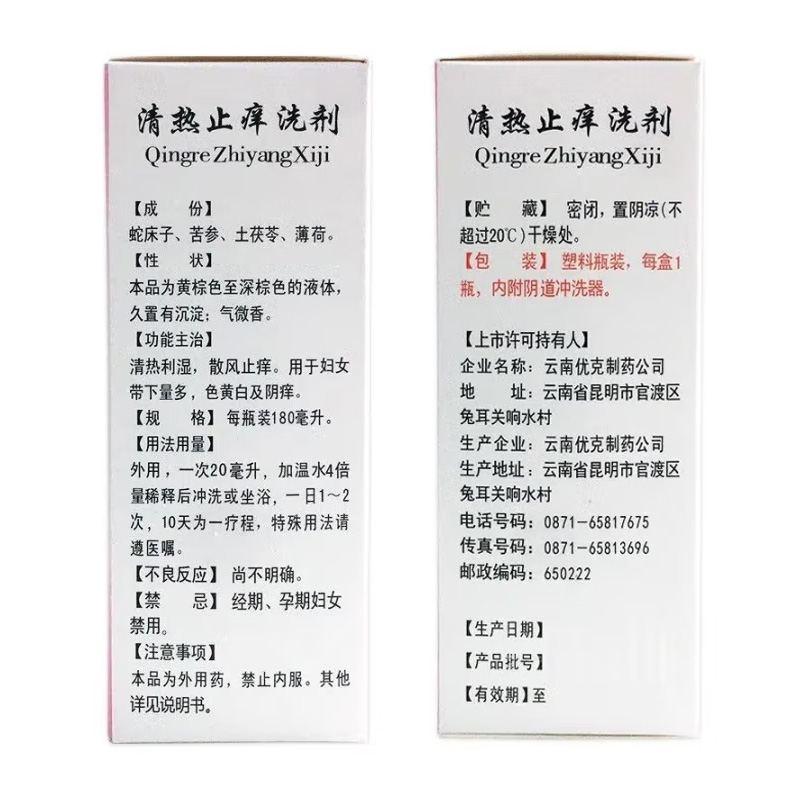 清热止痒洗剂
Qingre Zhiyang Xiji
【成　份】
蛇床子、苦参、土茯苓、薄荷。
【性　状】
本品为黄棕色至深棕色的液体，
久置有沉淀；气微香。
【功能主治】
清热利湿，散风止痒。用于妇女
带下量多，色黄白及阴痒。
【规　格】每瓶装180毫升。
【用法用量】
外用，一次20毫升，加温水4倍
量稀释后冲洗或坐浴，一日1～2
次，10天为一疗程，特殊用法请
遵医嘱。
【不良反应】尚不明确。
【禁　忌】经期、孕期妇女
禁用。
【注意事项】
本品为外用药，禁止内服。其他
详见说明书。
清热止痒洗剂
Qingre Zhiyang Xiji
【贮　藏】密闭，置阴凉(不
超过20℃)干燥处。
【包　装】塑料瓶装，每盒1
瓶，内附阴道冲洗器。
【上市许可持有人】
企业名称：云南优克制药公司
地　址：云南省昆明市官渡区
兔耳关响水村
生产企业：云南优克制药公司
生产地址：云南省昆明市官渡区
兔耳关响水村
电话号码：0871-65817675
传真号码：0871-65813696
邮政编码：650222
【生产日期】
【产品批号】
【有效期】至